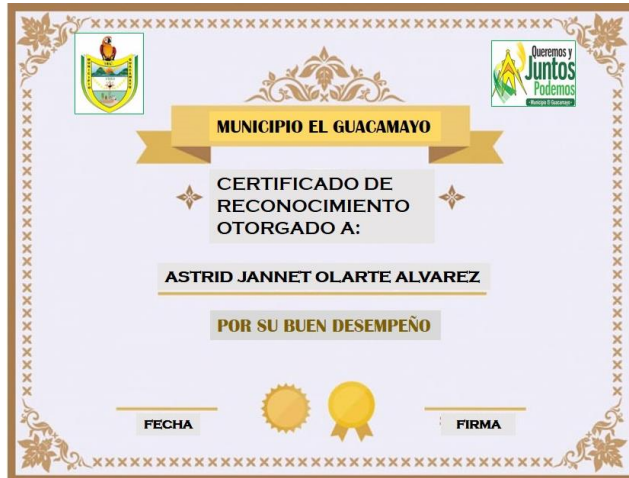 Queremos y
Juntos
Podemos
Municipio El Guacamayo
MUNICIPIO EL GUACAMAYO
CERTIFICADO DE
RECONOCIMIENTO
OTORGADO A:
ASTRID JANNET OLARTE ALVAREZ
POR SU BUEN DESEMPEÑO
FECHA
FIRMA